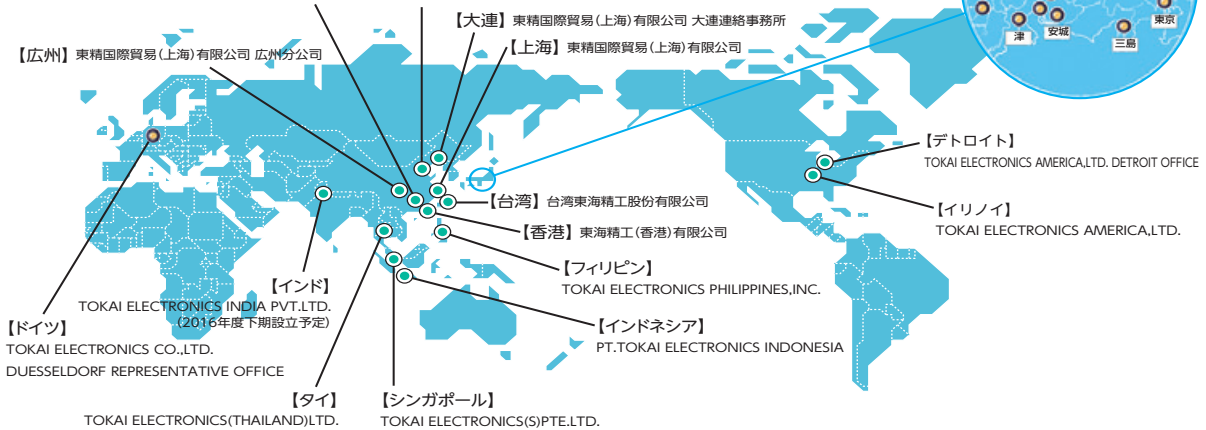 【大連】東精国際貿易(上海)有限公司 大連連絡事務所
【上海】東精国際貿易(上海)有限公司
【広州】東精国際貿易(上海)有限公司 広州分公司
津
安城
三島
東京
【デトロイト】
TOKAI ELECTRONICS AMERICA,LTD. DETROIT OFFICE
【イリノイ】
TOKAI ELECTRONICS AMERICA,LTD.
【台湾】台湾東海精工股份有限公司
【香港】東海精工(香港)有限公司
【フィリピン】
TOKAI ELECTRONICS PHILIPPINES,INC.
【インド】
TOKAI ELECTRONICS INDIA PVT.LTD.
(2016年度下期設立予定)
【インドネシア】
PT.TOKAI ELECTRONICS INDONESIA
【ドイツ】
TOKAI ELECTRONICS CO.,LTD.
DUESSELDORF REPRESENTATIVE OFFICE
【タイ】
TOKAI ELECTRONICS(THAILAND)LTD.
【シンガポール】
TOKAI ELECTRONICS(S)PTE.LTD.